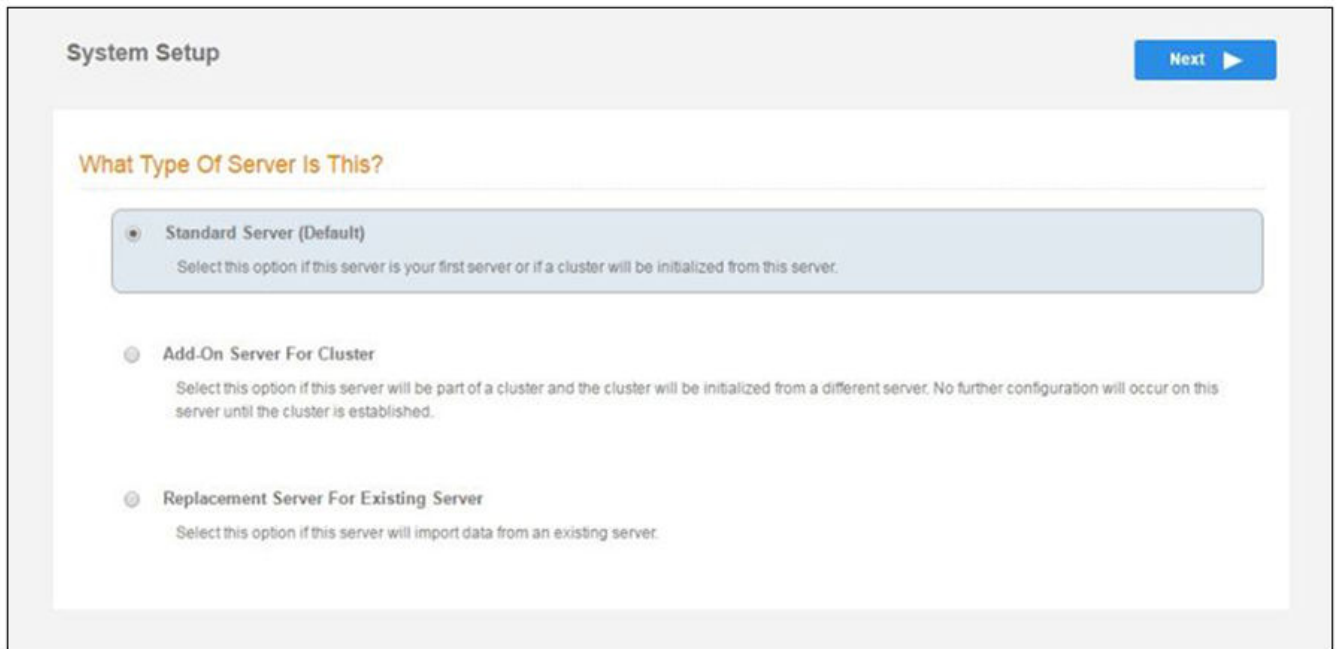 System Setup
Next
What Type Of Server Is This?
Standard Server (Default)
Select this option if this server is your first server or if a cluster will be initialized from this server.
Add-On Server For Cluster
Select this option if this server will be part of a cluster and the cluster will be initialized from a different server. No further configuration will occur on this
server until the cluster is established.
Replacement Server For Existing Server
Select this option if this server will import data from an existing server.